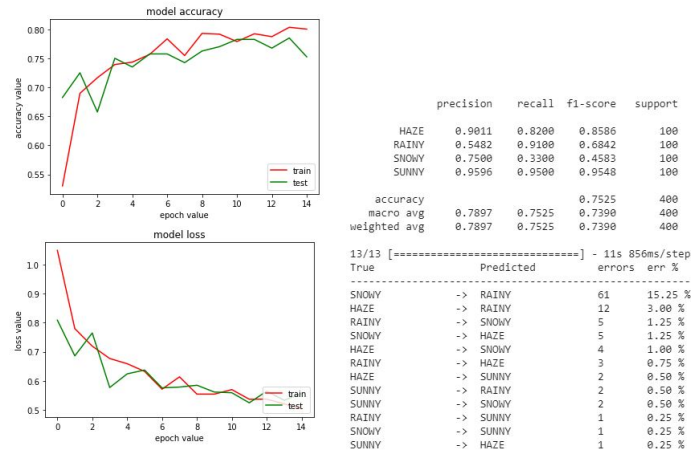 model accuracy
0.80
0.75
0.70
0.65
0.60
0.55
accuracy value
train
test
0 2 4 6 8 10 12 14
epoch value
model loss
1.0
0.9
0.8
0.7
0.6
0.5
loss value
train
test
0 2 4 6 8 10 12 14
epoch value
precision recall f1-score support
HAZE 0.9011 0.8200 0.8586 100
RAINY 0.5482 0.9100 0.6842 100
SNOWY 0.7500 0.3300 0.4583 100
SUNNY 0.9596 0.9500 0.9548 100
accuracy 0.7525 400
macro avg 0.7897 0.7525 0.7390 400
weighted avg 0.7897 0.7525 0.7390 400
13/13 [==============================] - 11s 856ms/step
True Predicted errors err %
----------------------------------------------------------------
SNOWY -> RAINY 61 15.25 %
HAZE -> RAINY 12 3.00 %
RAINY -> SNOWY 5 1.25 %
SNOWY -> HAZE 5 1.25 %
HAZE -> SNOWY 4 1.00 %
RAINY -> HAZE 3 0.75 %
HAZE -> SUNNY 2 0.50 %
SUNNY -> RAINY 2 0.50 %
SUNNY -> SNOWY 2 0.50 %
RAINY -> SUNNY 1 0.25 %
SNOWY -> SUNNY 1 0.25 %
SUNNY -> HAZE 1 0.25 %